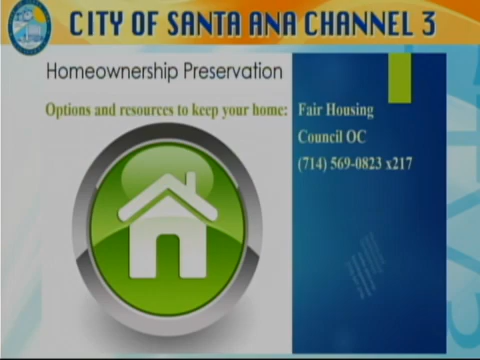 CITY OF SANTA ANA CHANNEL 3
Homeownership Preservation
Options and resources to keep your home: Fair Housing
Council OC
(714) 569-0823 x217